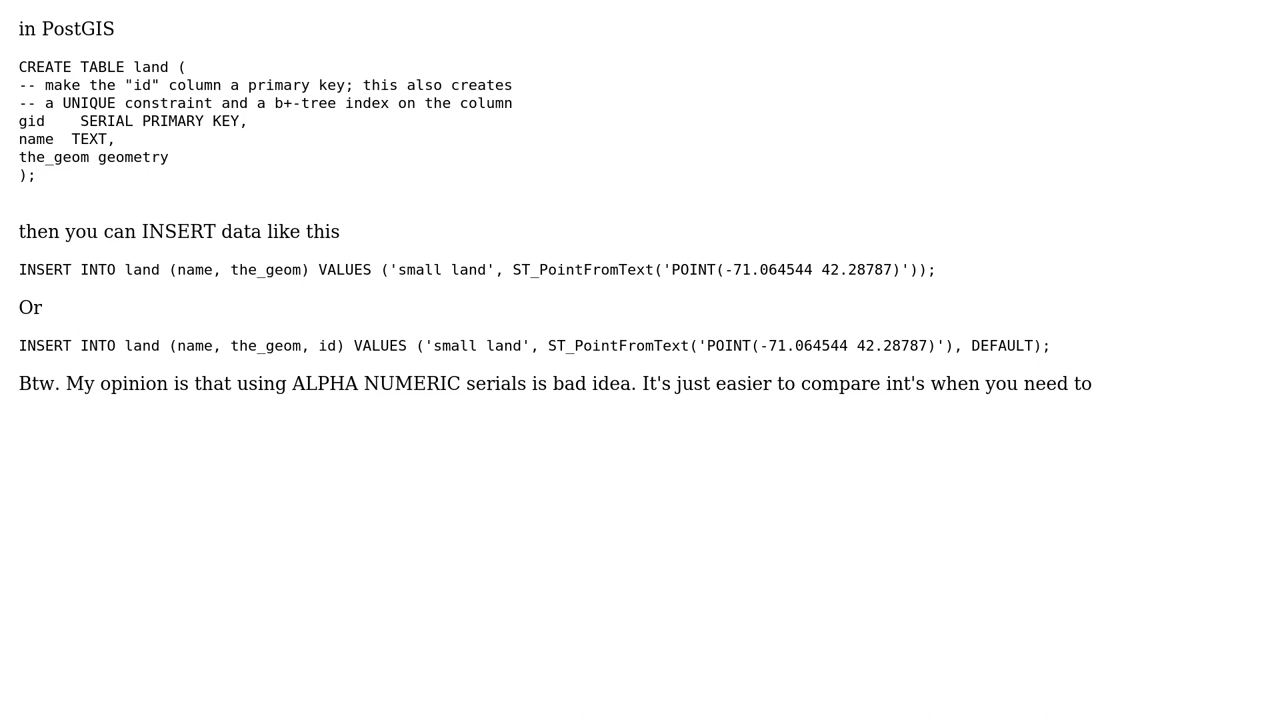 in PostGIS
CREATE TABLE land (
-- make the "id" column a primary key; this also creates
-- a UNIQUE constraint and a b+-tree index on the column
gid    SERIAL PRIMARY KEY,
name  TEXT,
the_geom geometry
);
then you can INSERT data like this
INSERT INTO land (name, the_geom) VALUES ('small land', ST_PointFromText('POINT(-71.064544 42.28787)'));
Or
INSERT INTO land (name, the_geom, id) VALUES ('small land', ST_PointFromText('POINT(-71.064544 42.28787)'), DEFAULT);
Btw. My opinion is that using ALPHA NUMERIC serials is bad idea. It's just easier to compare int's when you need to